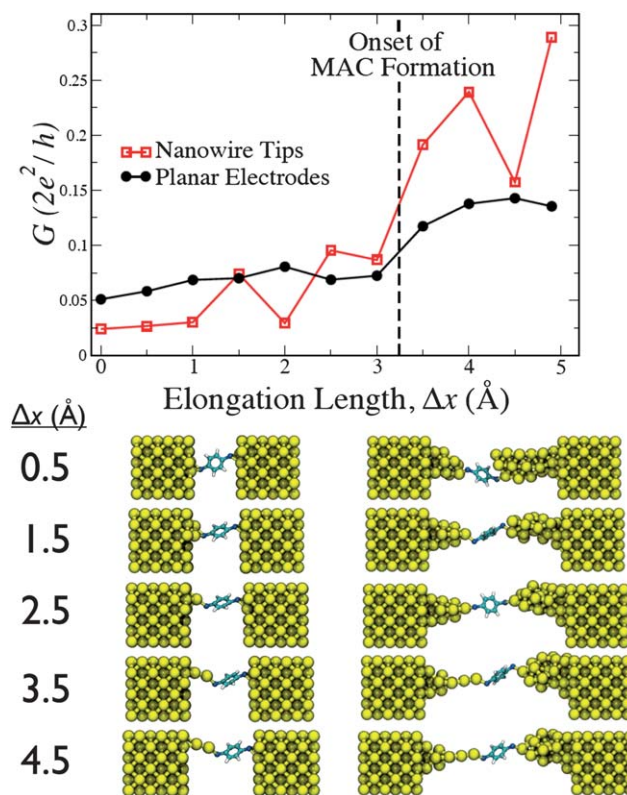 0.3
Onset of
MAC Formation
0.25
0.2
Nanowire Tips
Planar Electrodes
G (2e²/h)
0.15
0.1
0.05
0
0 1 2 3 4 5
Elongation Length, Δx (Å)
Δx (Å)
0.5
1.5
2.5
3.5
4.5